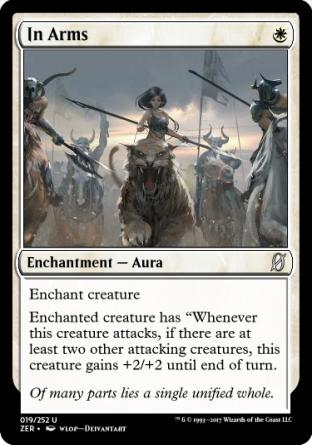 In Arms
Enchantment — Aura
Enchant creature
Enchanted creature has “Whenever
this creature attacks, if there are at
least two other attacking creatures, this
creature gains +2/+2 until end of turn.
Of many parts lies a single unified whole.
019/252 U
ZER • WLOP—DEIVANTART
™ & © 1993–2017 Wizards of the Coast LLC